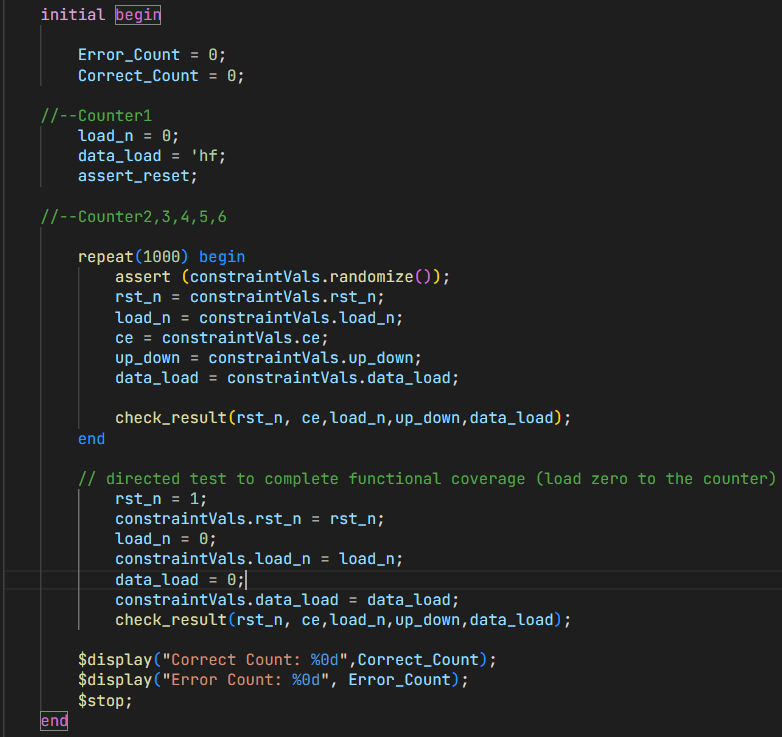 initial begin
Error_Count = 0;
Correct_Count = 0;
//--Counter1
load_n = 0;
data_load = 'hf;
assert_reset;
//--Counter2,3,4,5,6
repeat(1000) begin
assert (constraintVals.randomize());
rst_n = constraintVals.rst_n;
load_n = constraintVals.load_n;
ce = constraintVals.ce;
up_down = constraintVals.up_down;
data_load = constraintVals.data_load;
check_result(rst_n, ce,load_n,up_down,data_load);
end
// directed test to complete functional coverage (load zero to the counter)
rst_n = 1;
constraintVals.rst_n = rst_n;
load_n = 0;
constraintVals.load_n = load_n;
data_load = 0;
constraintVals.data_load = data_load;
check_result(rst_n, ce,load_n,up_down,data_load);
$display("Correct Count: %0d",Correct_Count);
$display("Error Count: %0d", Error_Count);
$stop;
end